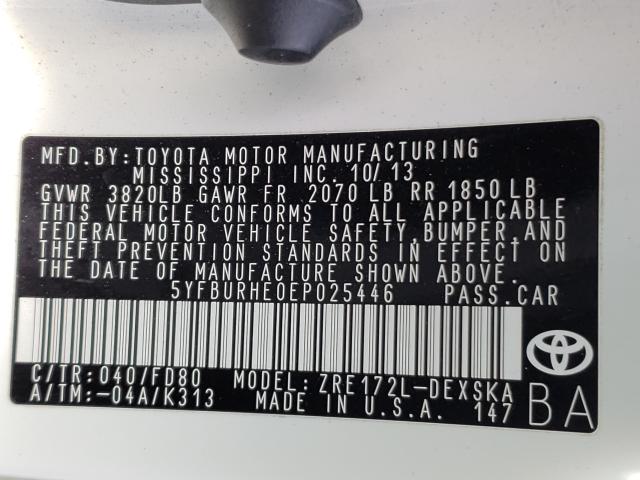 MFD.BY:TOYOTA MOTOR MANUFACTURING
MISSISSIPPI INC. 10/13
GVWR 3820LB GAWR FR 2070 LB RR 1850 LB
THIS VEHICLE CONFORMS TO ALL APPLICABLE
FEDERAL MOTOR VEHICLE SAFETY,BUMPER,AND
THEFT PREVENTION STANDARDS IN EFFECT ON
THE DATE OF MANUFACTURE SHOWN ABOVE.
5YFBURHE0EP025446 PASS.CAR
C/TR:040/FD80 MODEL:ZRE172L-DEXSKA
A/TM:-04A/K313 MADE IN U.S.A. 147
BA